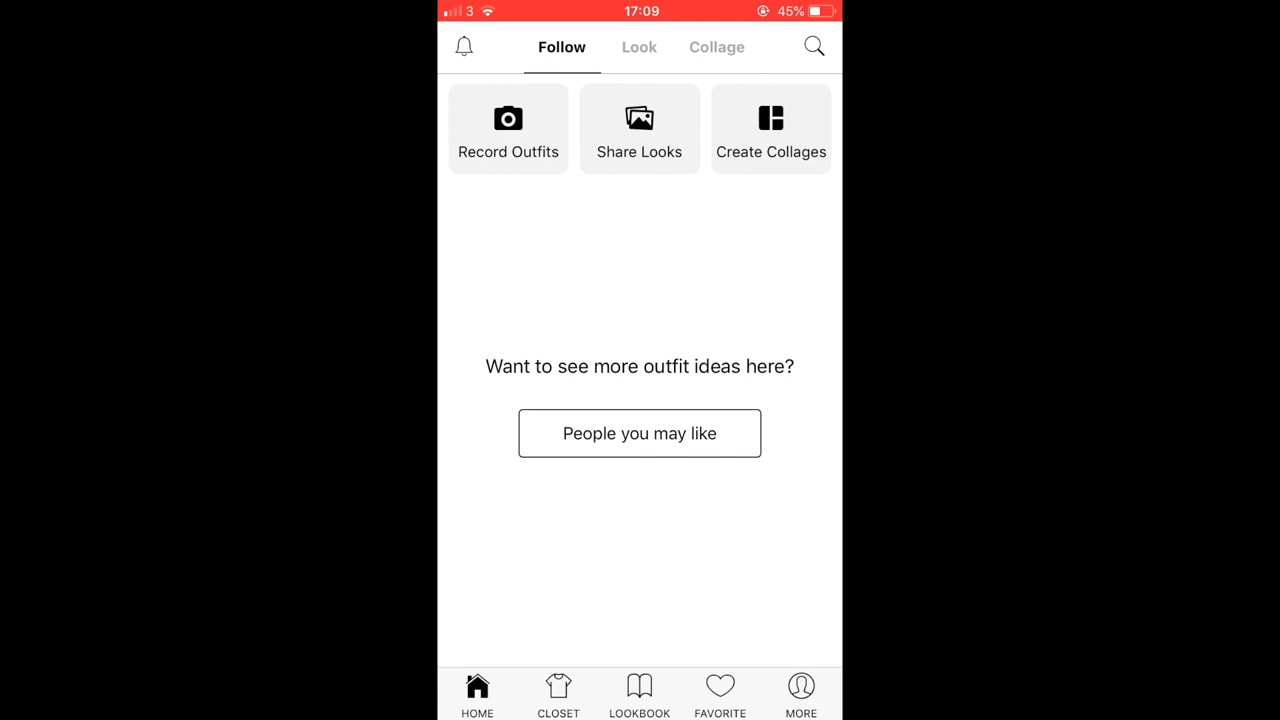 3 17:09 45%
Follow Look Collage
Record Outfits Share Looks Create Collages
Want to see more outfit ideas here?
People you may like
HOME CLOSET LOOKBOOK FAVORITE MORE